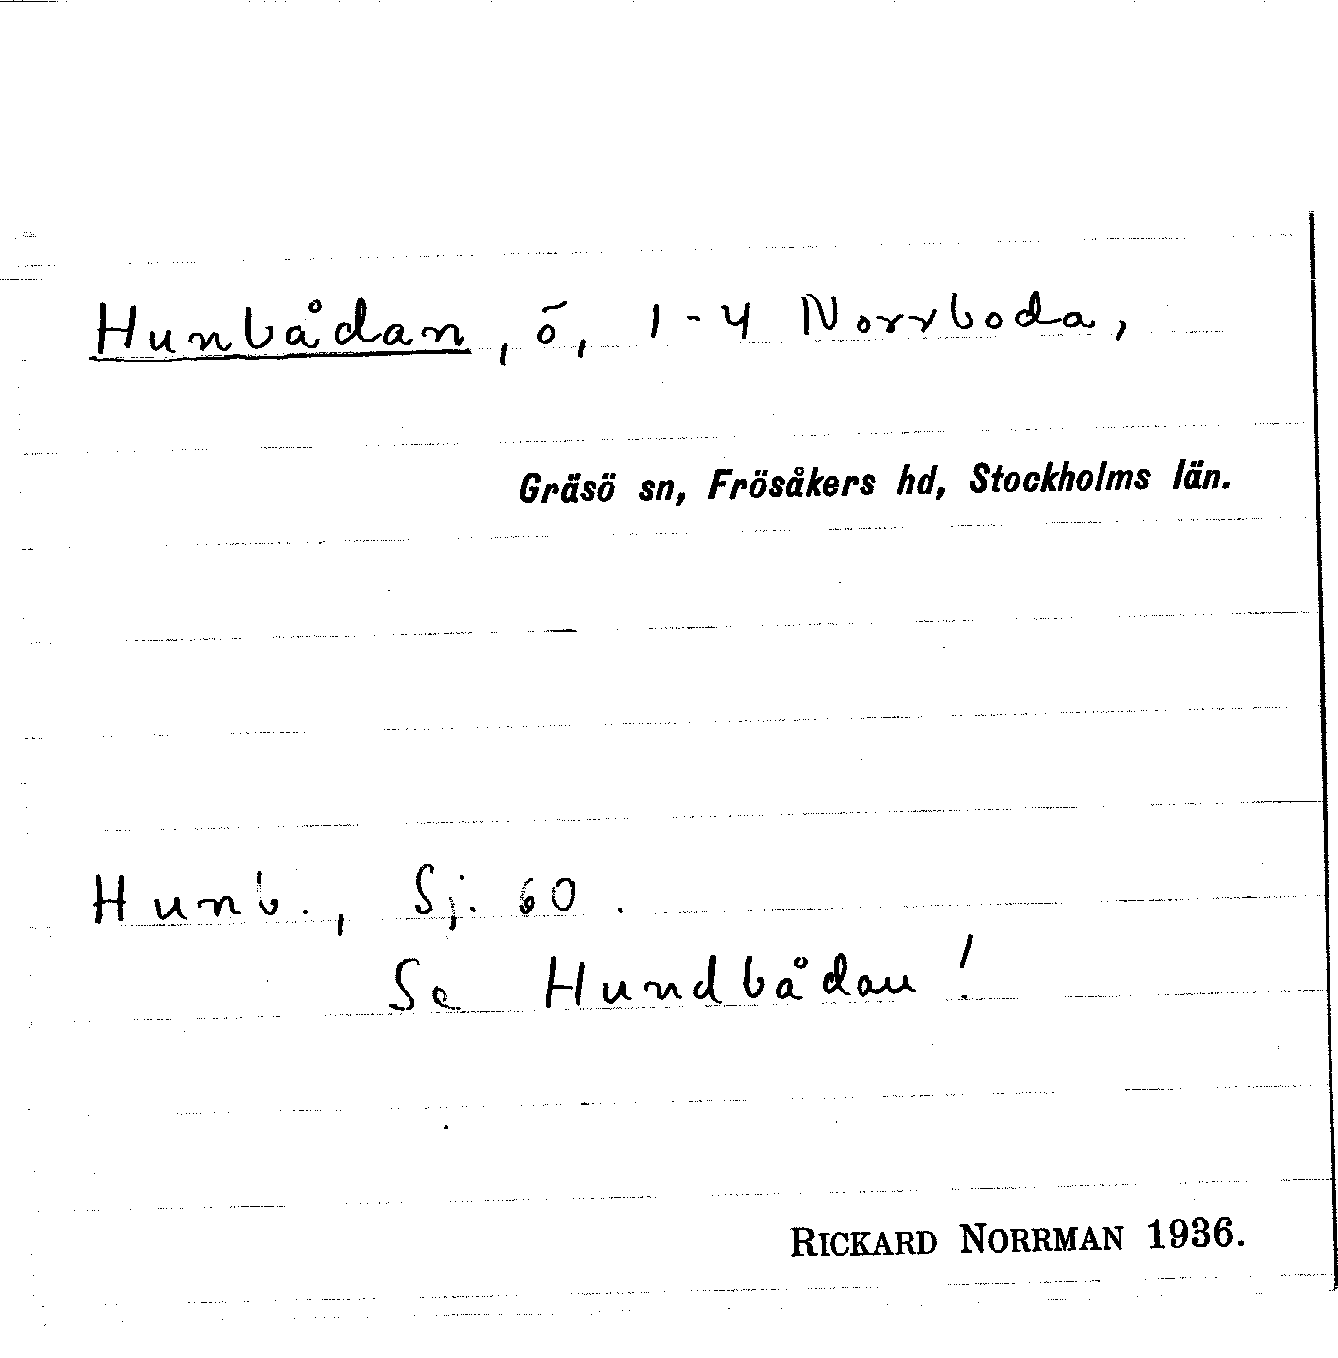 Hunbådan, ö, 1-4 Norrboda,
Gräsö sn, Frösåkers hd, Stockholms län.
Hunb., Sj. 60.
Se Hundbådan!
RICKARD NORRMAN 1936.